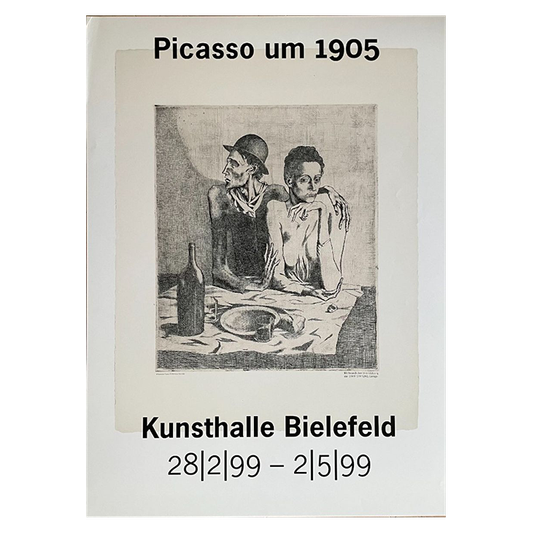 Picasso um 1905
Kunsthalle Bielefeld
28|2|99 – 2|5|99